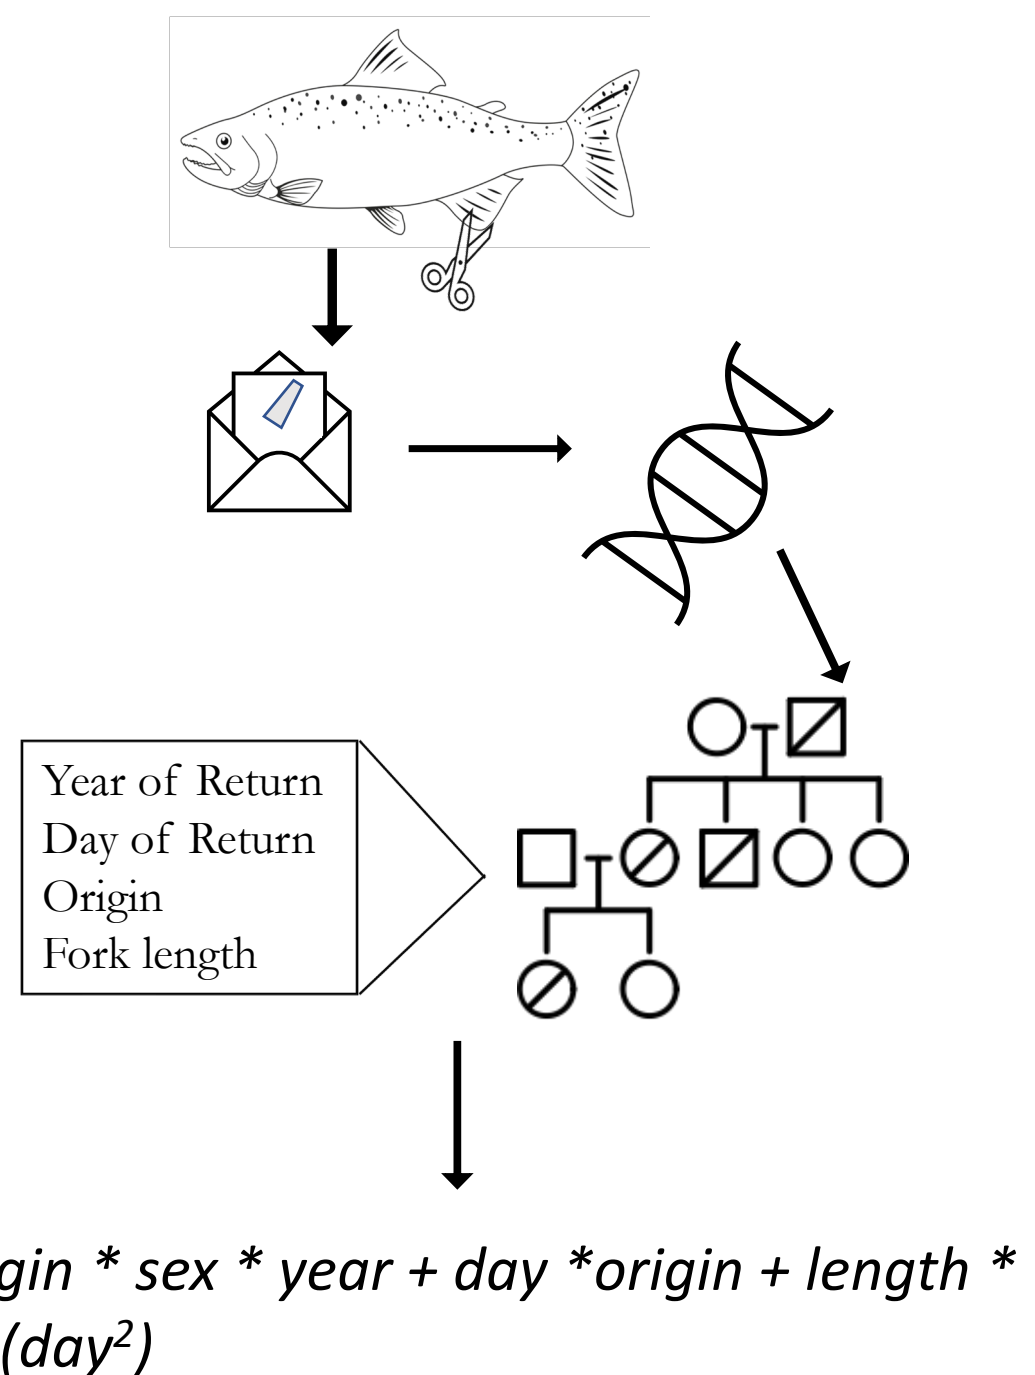 Year of Return
Day of Return
Origin
Fork length
gin * sex * year + day *origin + length *
(day²)